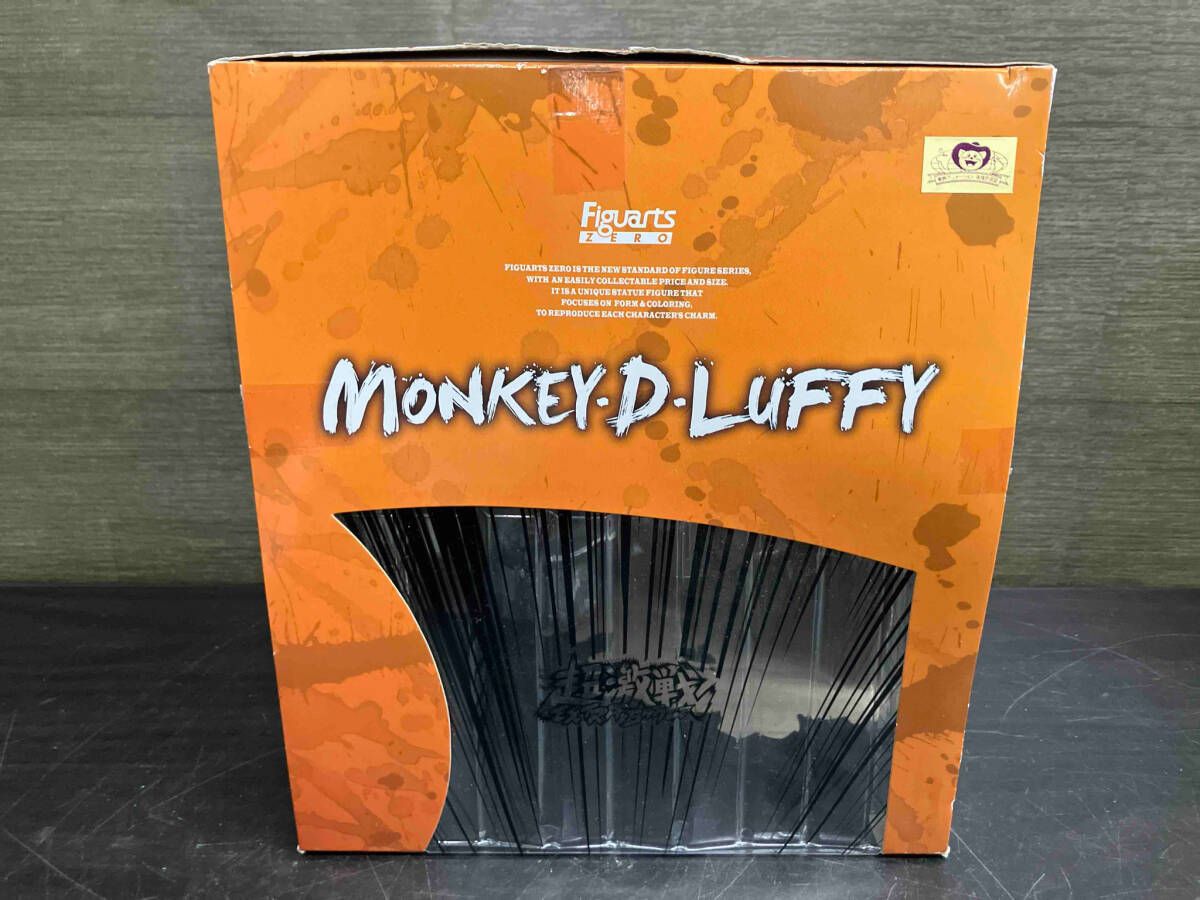 Figuarts
ZERO
FIGUARTS ZERO IS THE NEW STANDARD OF FIGURE SERIES,
WITH AN EASILY COLLECTABLE PRICE AND SIZE.
IT IS A UNIQUE STATUE FIGURE THAT
FOCUSES ON FORM & COLORING,
TO REPRODUCE EACH CHARACTER'S CHARM.
MONKEY·D·LUFFY
超激戦